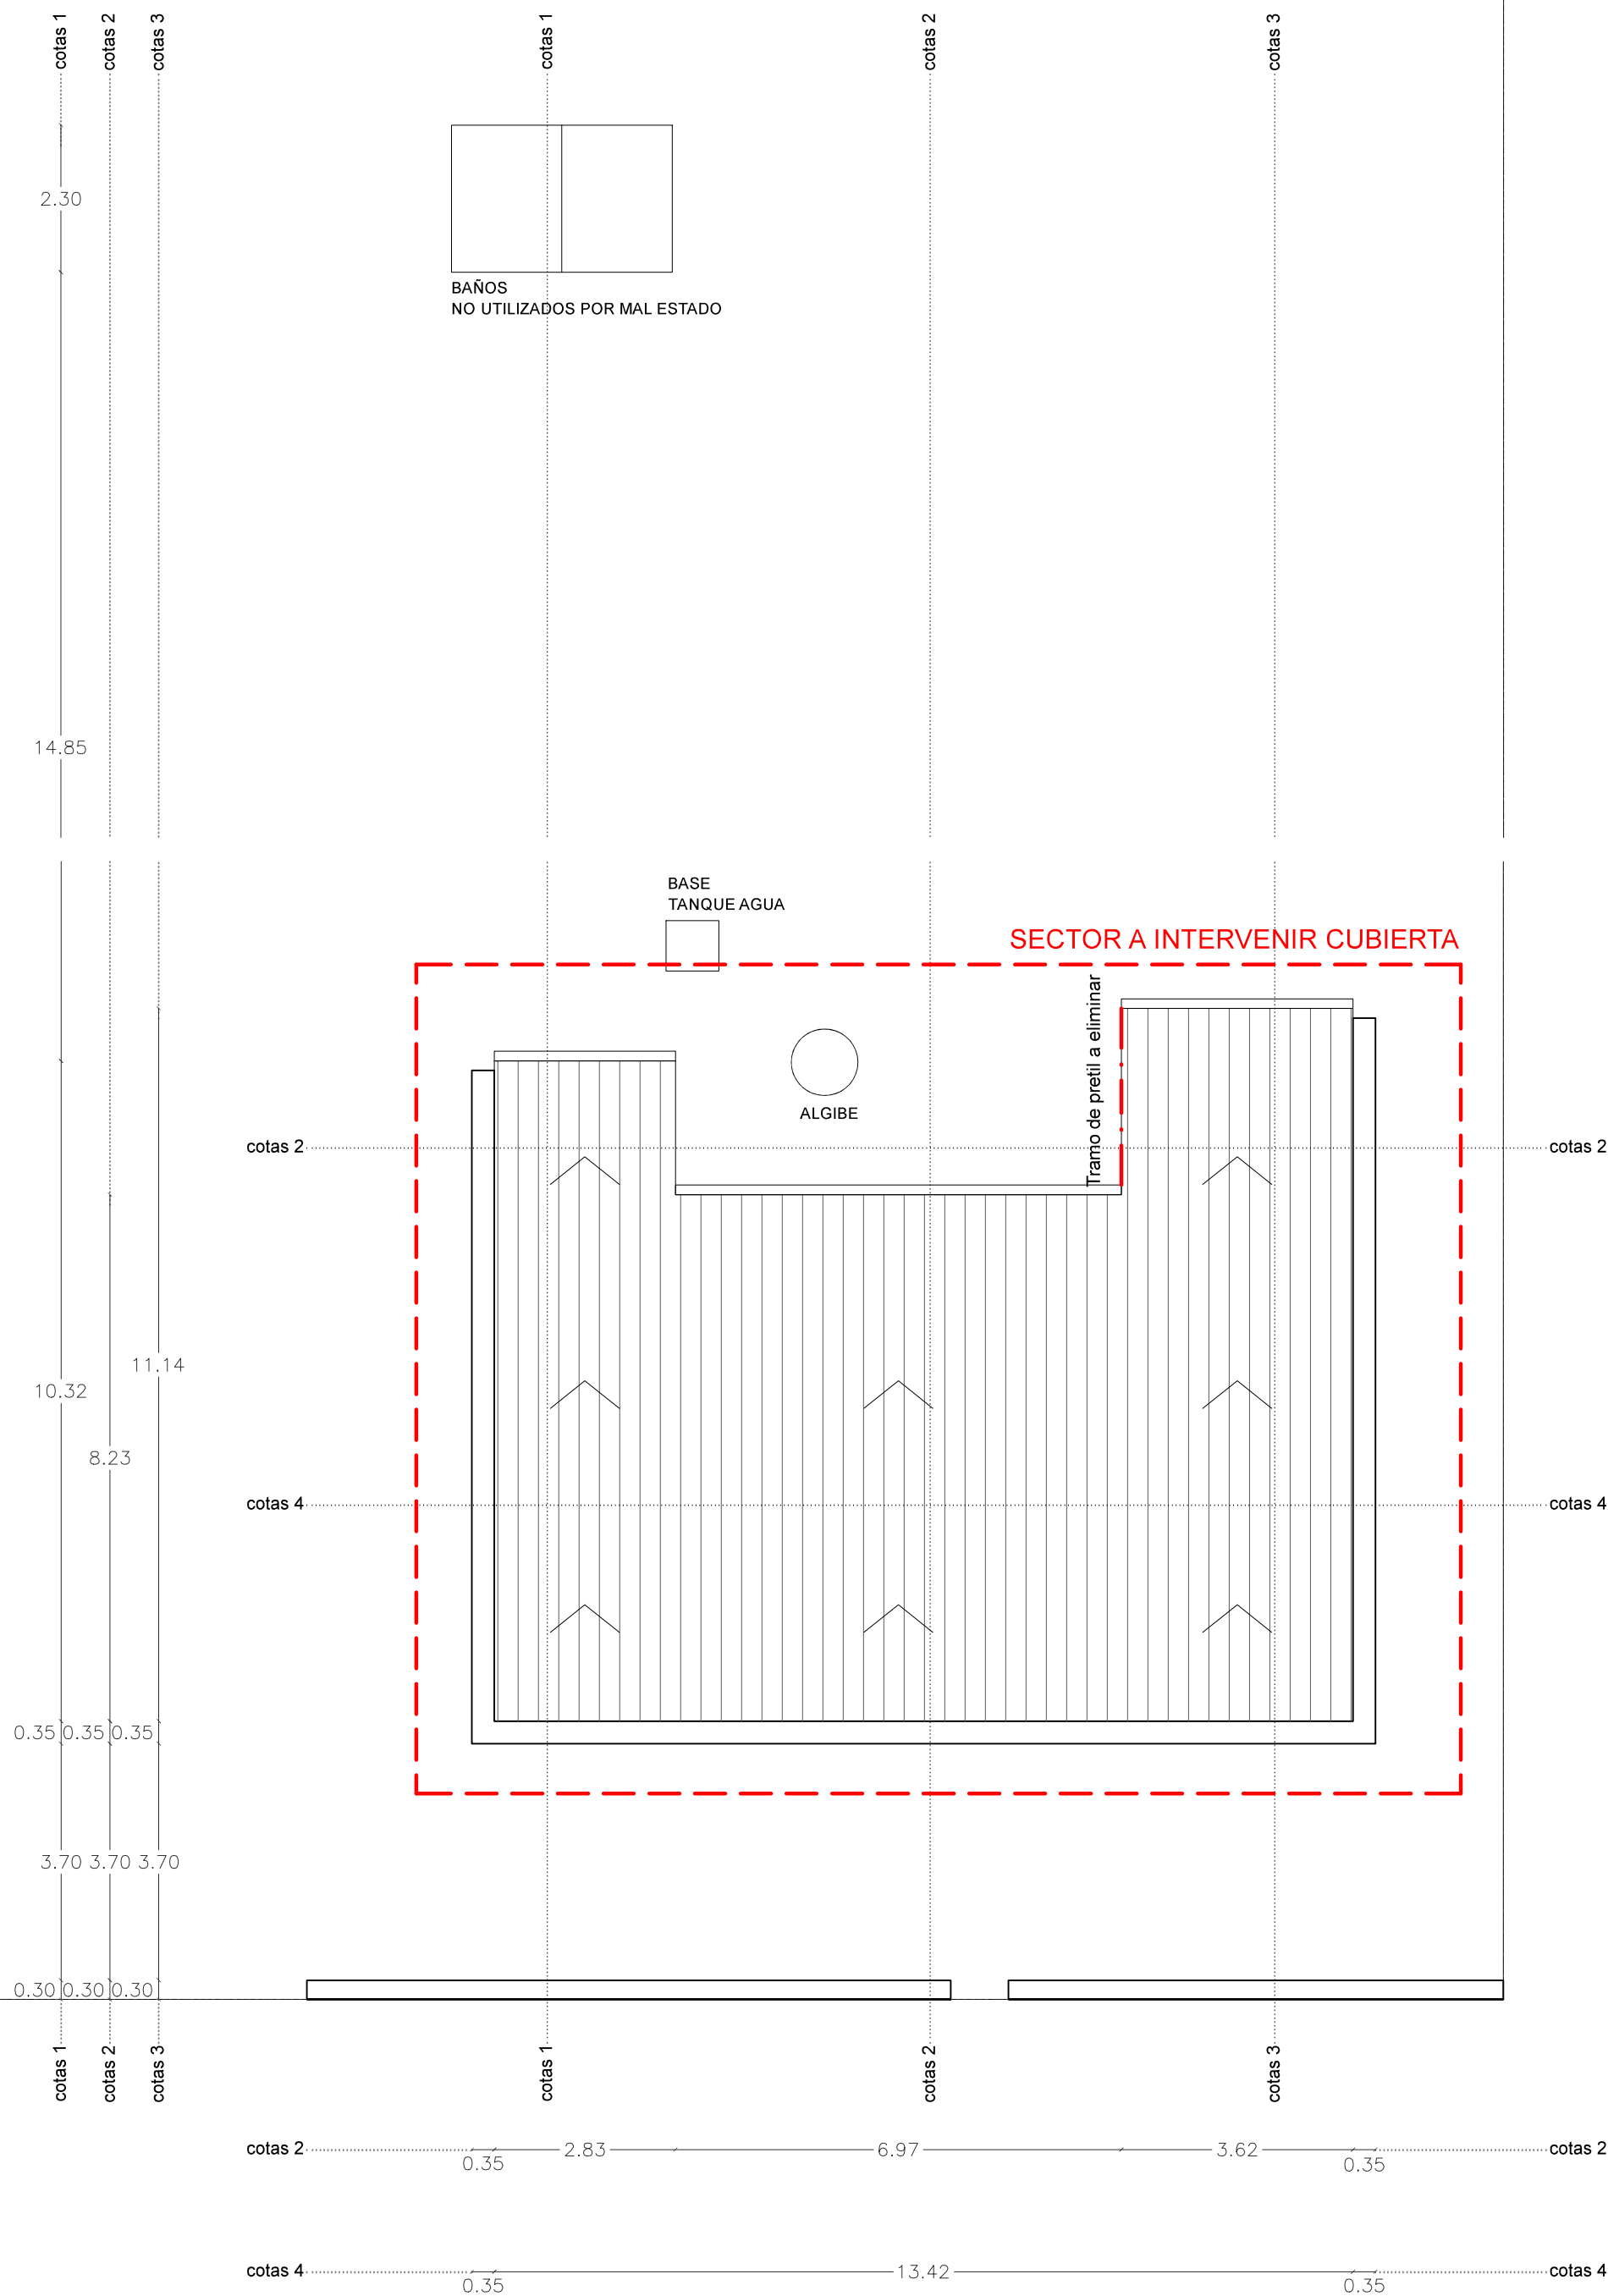 cotas 1
cotas 2
cotas 3
cotas 1
cotas 2
cotas 3
2.30
BAÑOS
NO UTILIZADOS POR MAL ESTADO
14.85
BASE
TANQUE AGUA
SECTOR A INTERVENIR CUBIERTA
Tramo de pretil a eliminar
ALGIBE
cotas 2
cotas 2
11.14
10.32
8.23
cotas 4
cotas 4
0.35
0.35
0.35
3.70
3.70
3.70
0.30
0.30
0.30
cotas 1
cotas 2
cotas 3
cotas 1
cotas 2
cotas 3
cotas 2
2.83
6.97
3.62
cotas 2
0.35
0.35
cotas 4
13.42
cotas 4
0.35
0.35